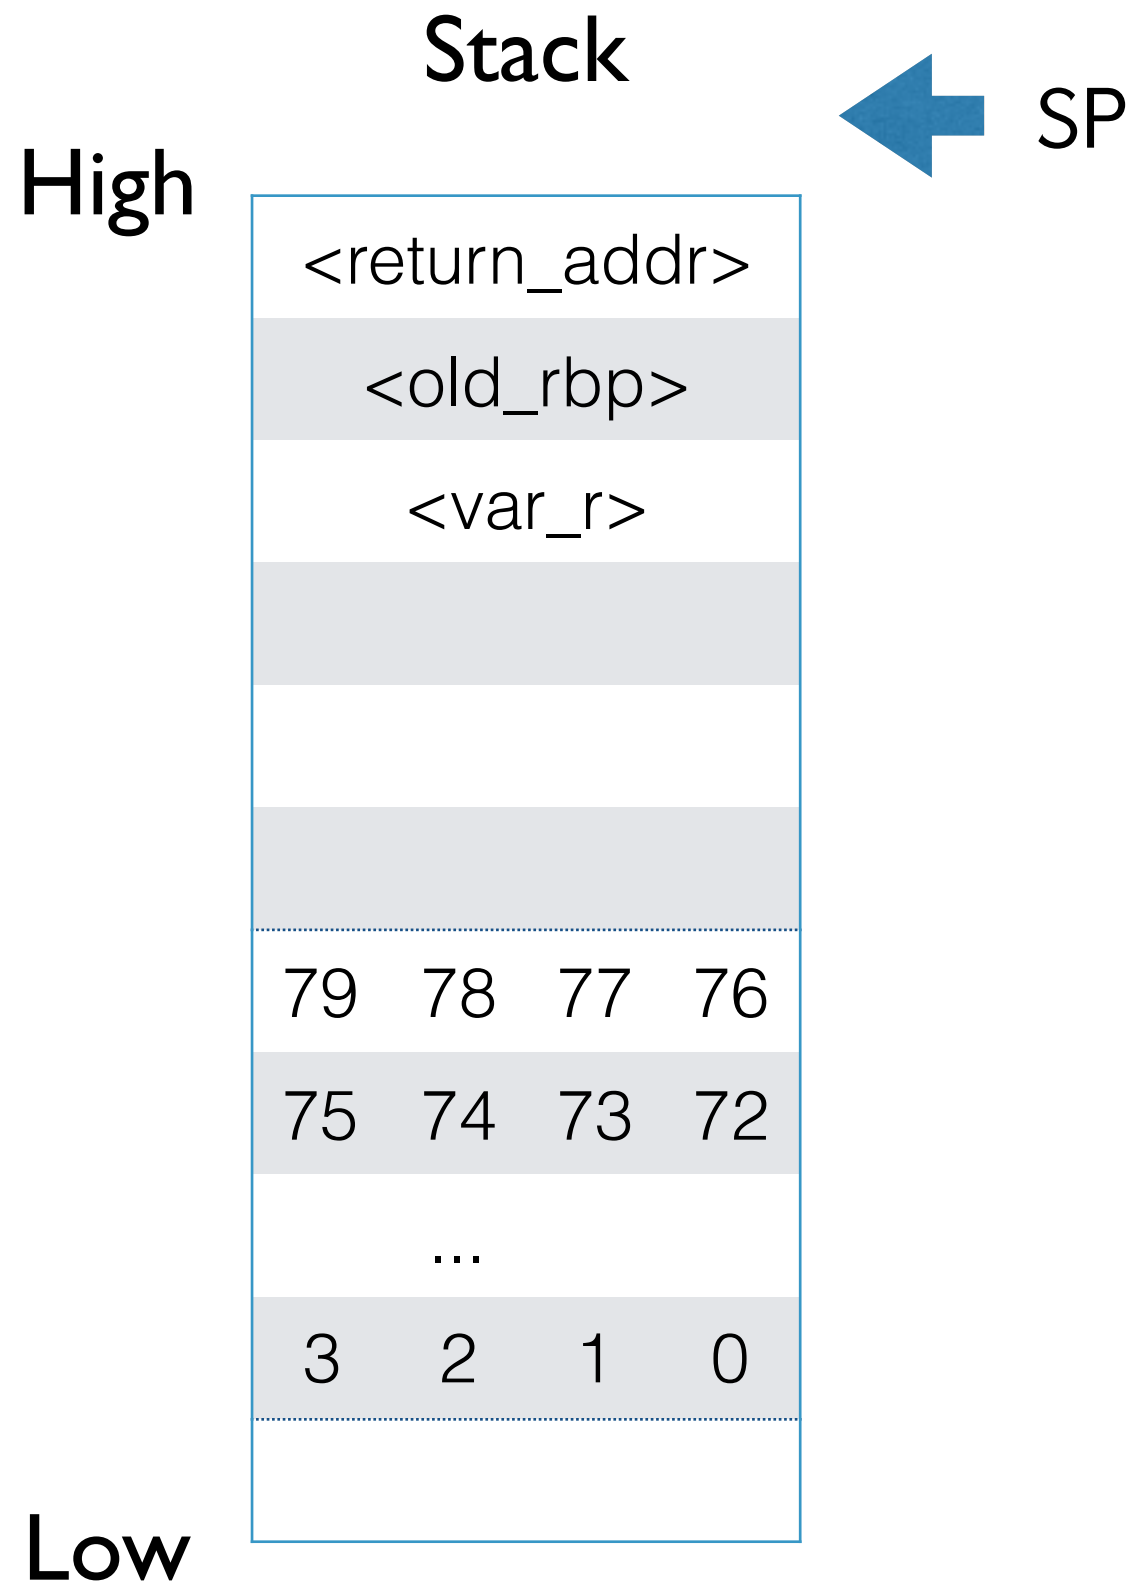 Stack
SP
High
<return_addr>
<old_rbp>
<var_r>
79 78 77 76
75 74 73 72
...
3 2 1 0
Low